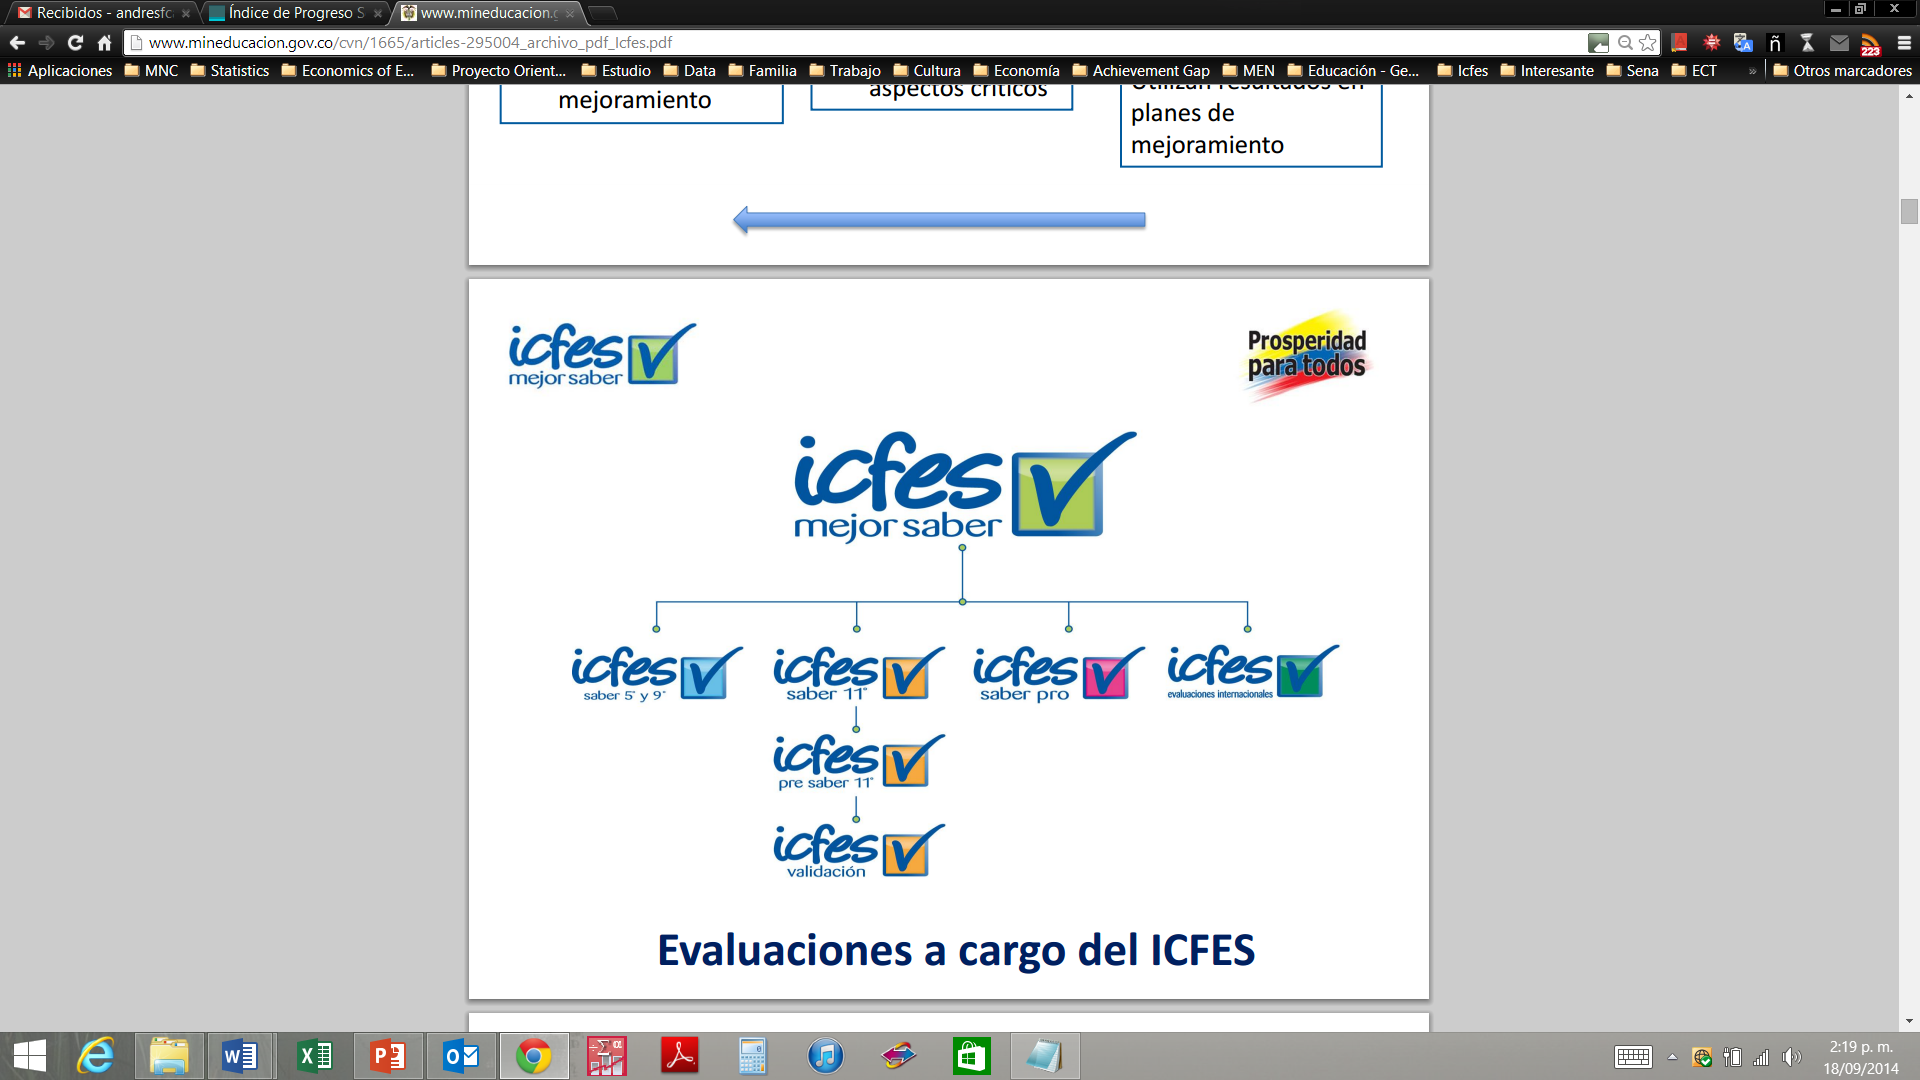 Recibidos - andresfc
Índice de Progreso S
www.mineducacion.g
www.mineducacion.gov.co/cvn/1665/articles-295004_archivo_pdf_Icfes.pdf
ñ
223
Aplicaciones MNC Statistics Economics of E... Proyecto Orient... Estudio Data Familia Trabajo Cultura Economía Achievement Gap MEN Educación - Ge... Icfes Interesante Sena ECT » Otros marcadores
mejoramiento
aspectos críticos
Utilizan resultados en
planes de
mejoramiento
icfes
mejor saber
Prosperidad
para todos
icfes
mejor saber
icfes
saber 5° y 9°
icfes
saber 11°
icfes
saber pro
icfes
evaluaciones internacionales
icfes
pre saber 11°
icfes
validación
Evaluaciones a cargo del ICFES
2:19 p. m.
18/09/2014